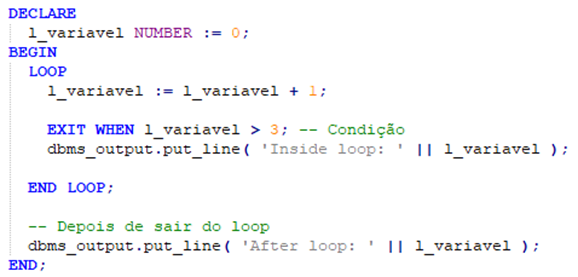 DECLARE
l_variavel NUMBER := 0;
BEGIN
LOOP
l_variavel := l_variavel + 1;
EXIT WHEN l_variavel > 3; -- Condição
dbms_output.put_line( 'Inside loop: ' || l_variavel );
END LOOP;
-- Depois de sair do loop
dbms_output.put_line( 'After loop: ' || l_variavel );
END;